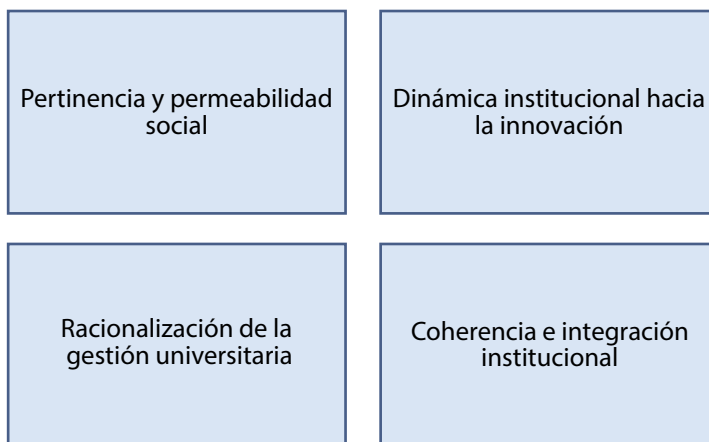 Pertinencia y permeabilidad
social
Dinámica institucional hacia
la innovación
Racionalización de la
gestión universitaria
Coherencia e integración
institucional